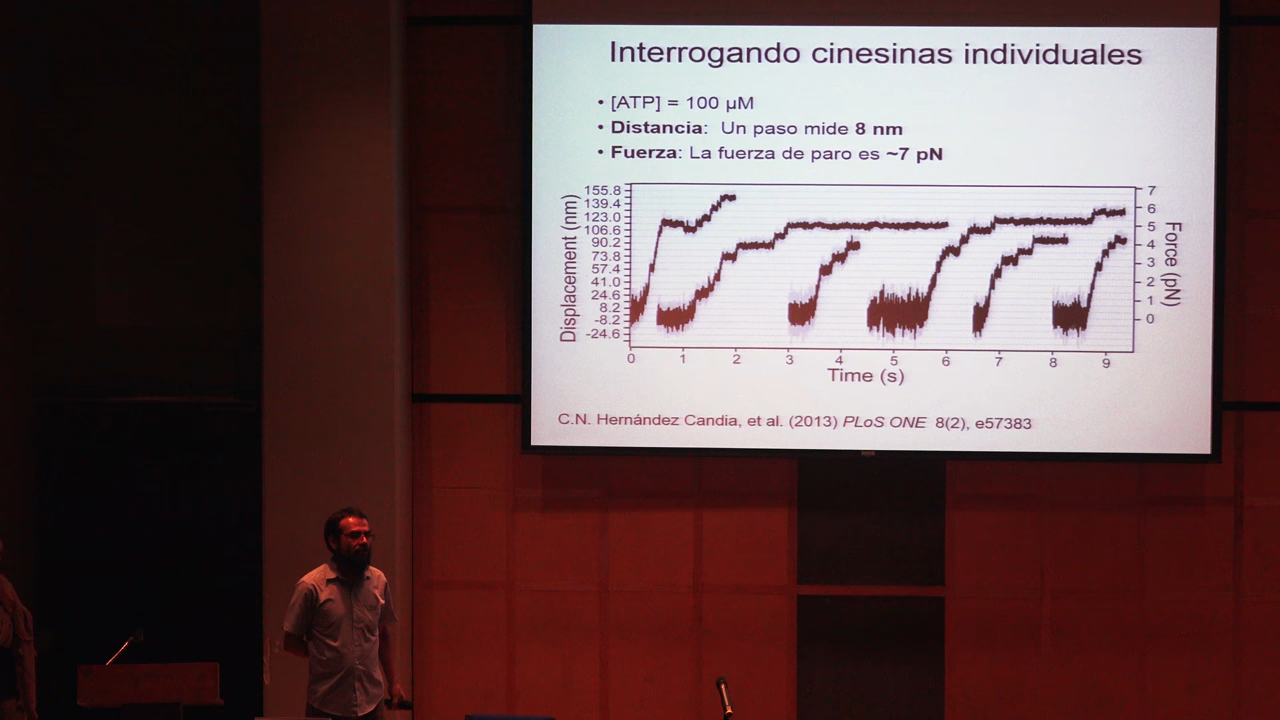 Interrogando cinesinas individuales
• [ATP] = 100 µM
• Distancia: Un paso mide 8 nm
• Fuerza: La fuerza de paro es ~7 pN
Displacement (nm)
155.8
139.4
123.0
106.6
90.2
73.8
57.4
41.0
24.6
8.2
-8.2
-24.6
7
6
5
4
3
2
1
0
Force (pN)
0 1 2 3 4 5 6 7 8 9
Time (s)
C.N. Hernández Candia, et al. (2013) PLoS ONE 8(2), e57383